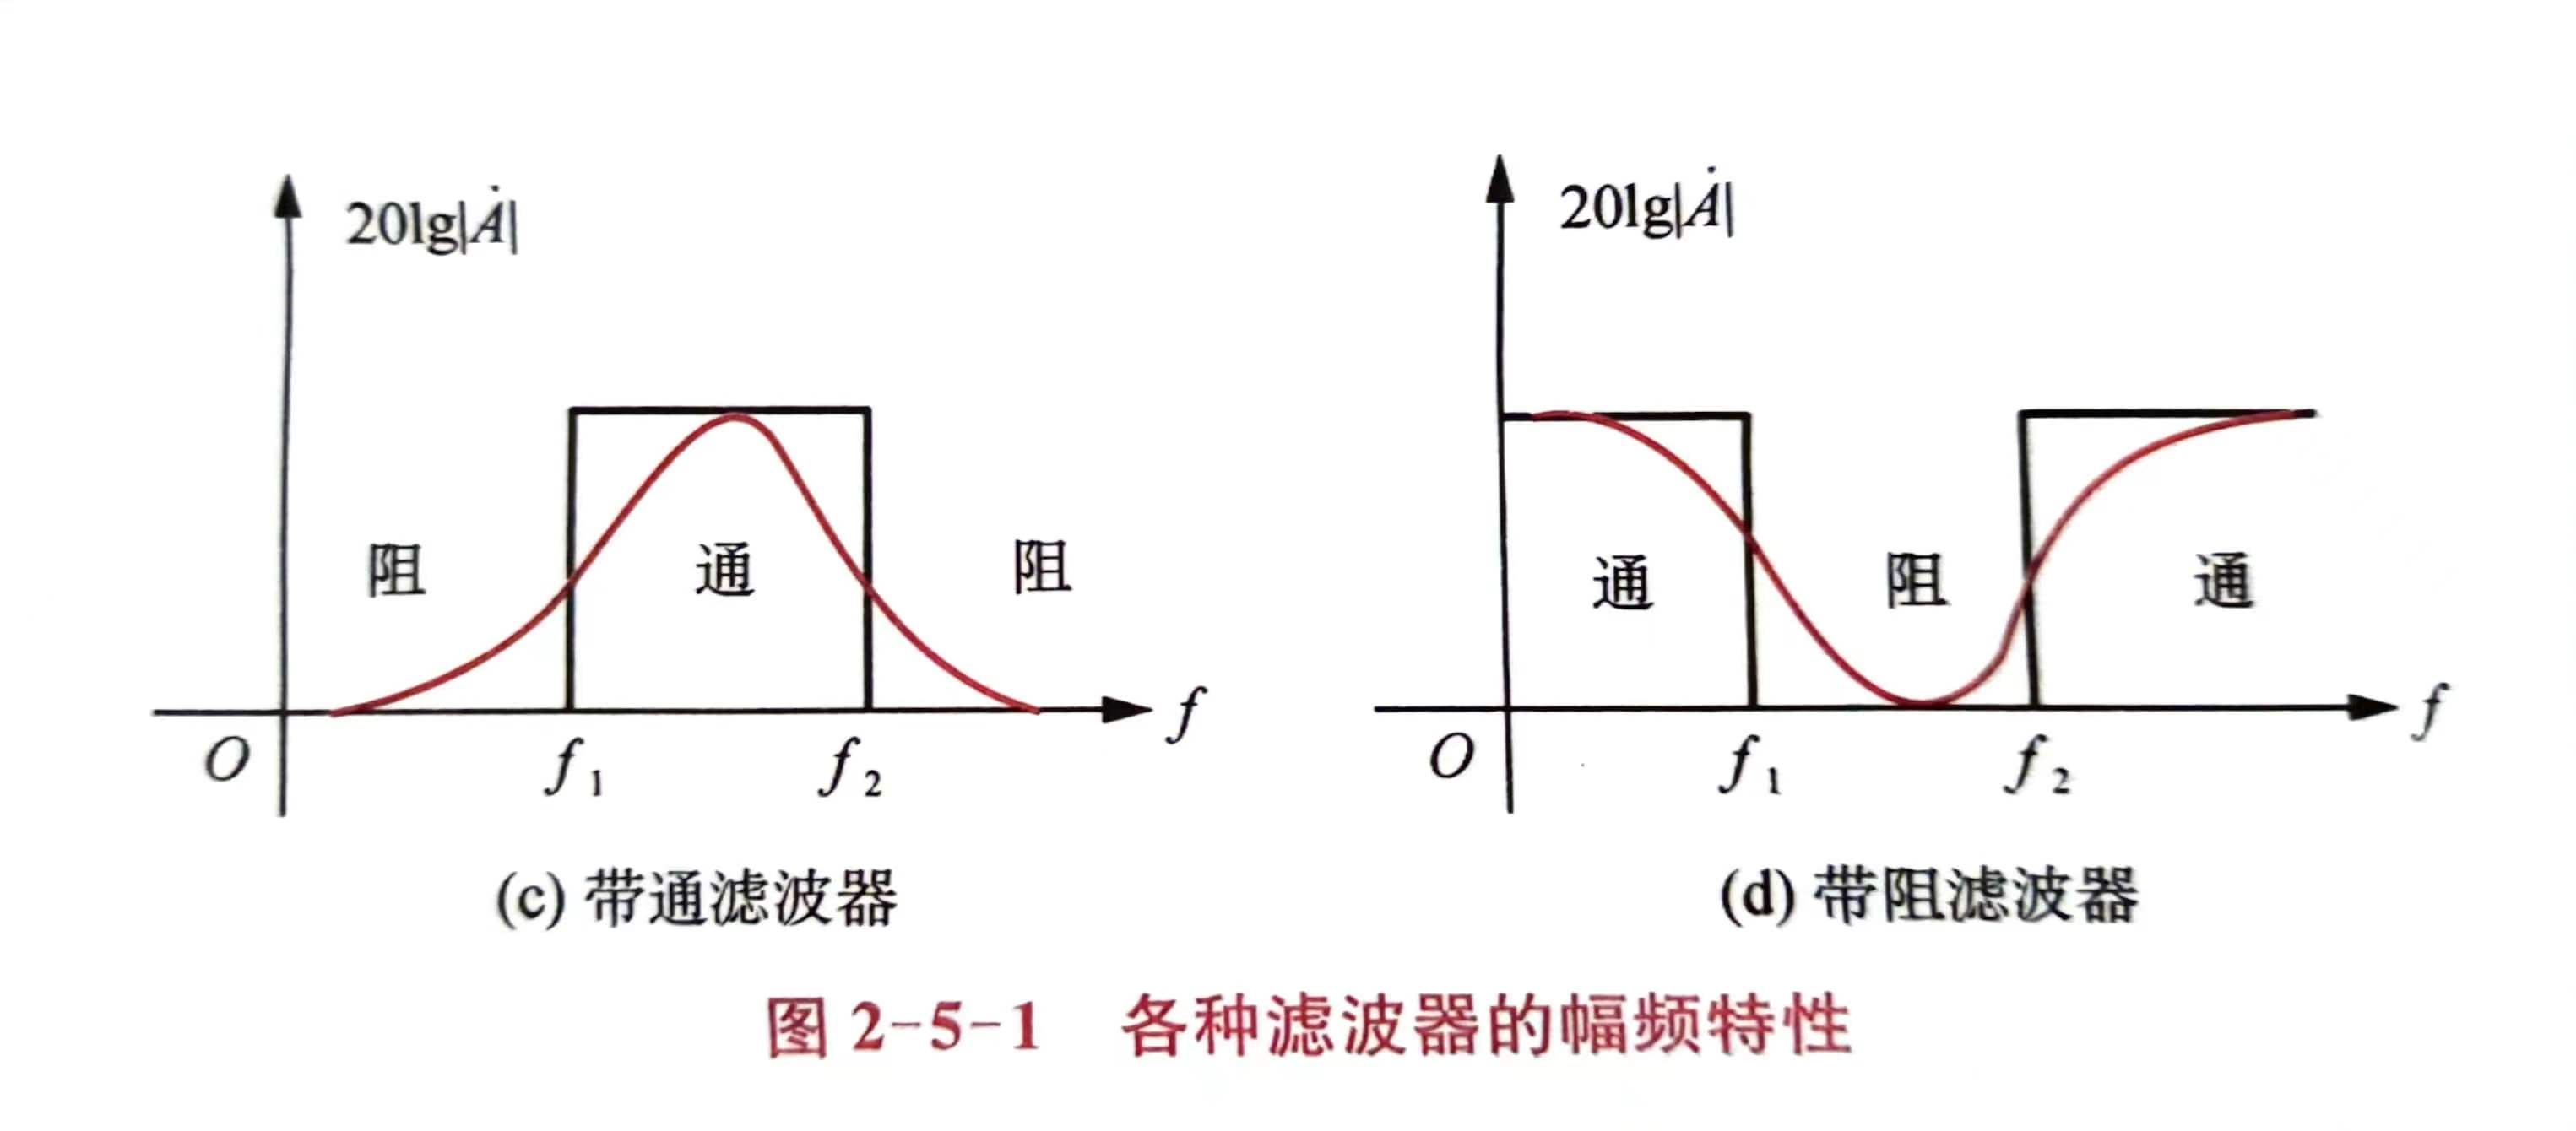 20lg|Ȧ|
阻 通 阻
O f₁ f₂ f
(c) 带通滤波器
20lg|Ȧ|
通 阻 通
O f₁ f₂ f
(d) 带阻滤波器
图 2-5-1 各种滤波器的幅频特性